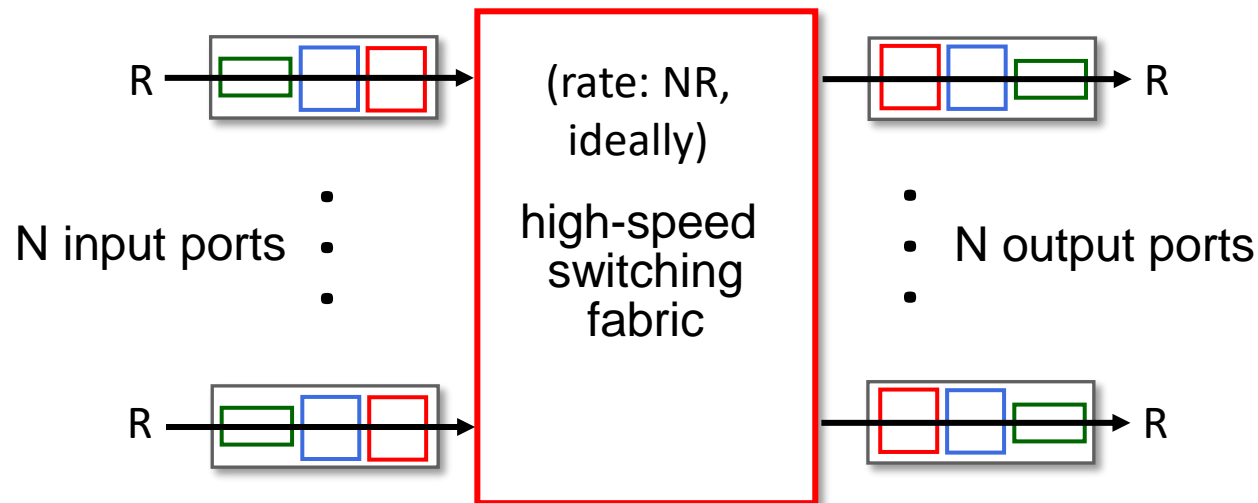 R
(rate: NR,
ideally)
R
N input ports
high-speed
switching
fabric
N output ports
R
R